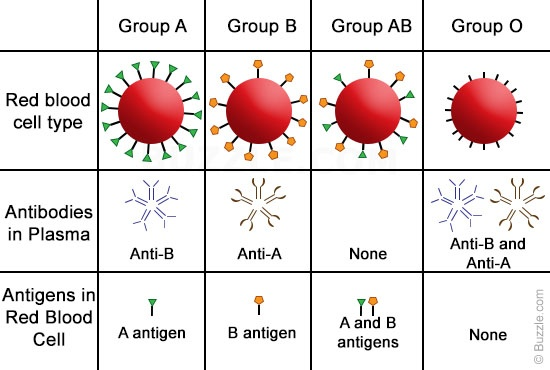 Group A Group B Group AB Group O
Red blood
cell type
Antibodies
in Plasma
Anti-B Anti-A None Anti-B and
Anti-A
Antigens in
Red Blood
Cell
A antigen B antigen A and B
antigens None
© Buzzle.com